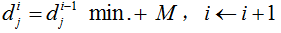 d_j^i = d_j^{i-1} min.+ M, i ← i+1